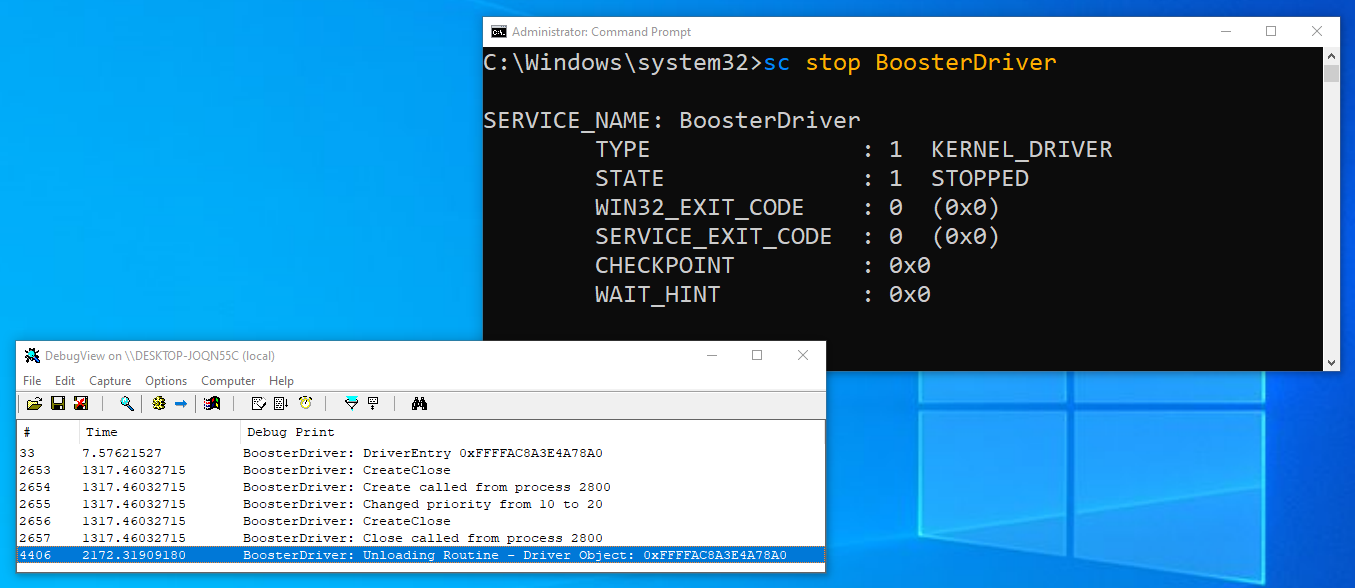 Administrator: Command Prompt
C:\Windows\system32>sc stop BoosterDriver
SERVICE_NAME: BoosterDriver
TYPE : 1 KERNEL_DRIVER
STATE : 1 STOPPED
WIN32_EXIT_CODE : 0 (0x0)
SERVICE_EXIT_CODE : 0 (0x0)
CHECKPOINT : 0x0
WAIT_HINT : 0x0
DebugView on \\DESKTOP-JOQN55C (local)
File Edit Capture Options Computer Help
# Time Debug Print
33 7.57621527 BoosterDriver: DriverEntry 0xFFFFAC8A3E4A78A0
2653 1317.46032715 BoosterDriver: CreateClose
2654 1317.46032715 BoosterDriver: Create called from process 2800
2655 1317.46032715 BoosterDriver: Changed priority from 10 to 20
2656 1317.46032715 BoosterDriver: CreateClose
2657 1317.46032715 BoosterDriver: Close called from process 2800
4406 2172.31909180 BoosterDriver: Unloading Routine - Driver Object: 0xFFFFAC8A3E4A78A0